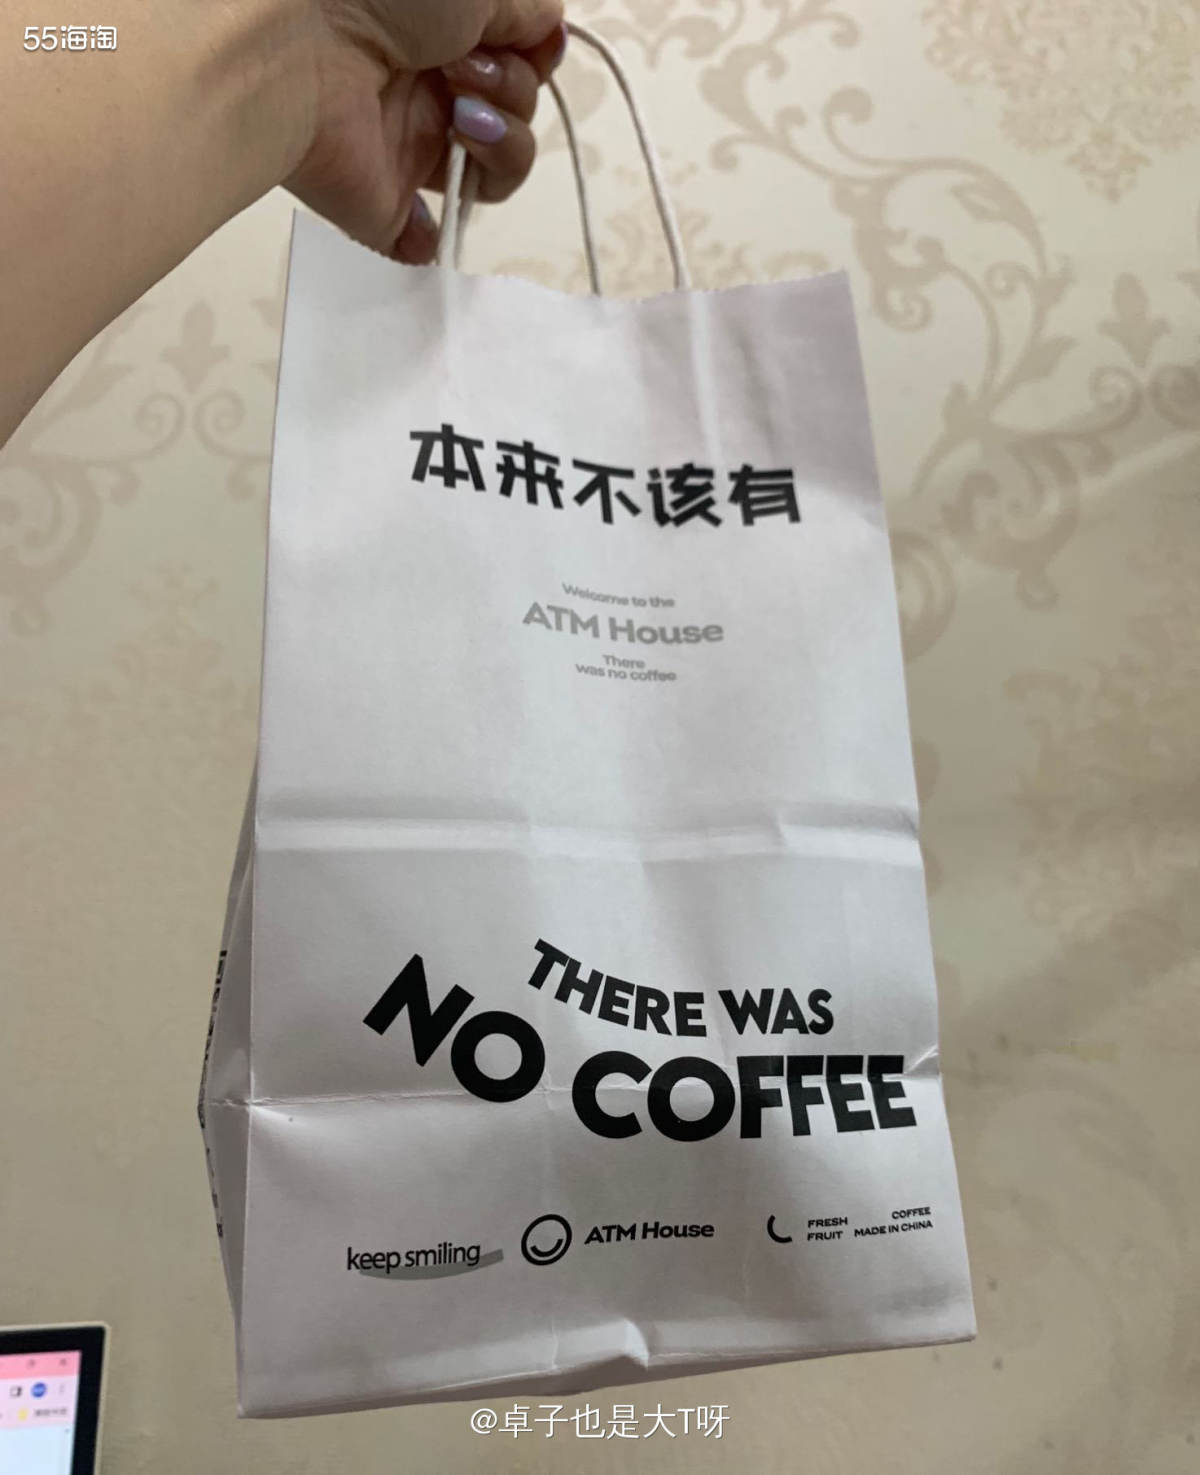 55海淘
本来不该有
Welcome to the
ATM House
There
was no coffee
THERE WAS
NO COFFEE
keep smiling
ATM House
FRESH
FRUIT
COFFEE
MADE IN CHINA
@卓子也是大T呀